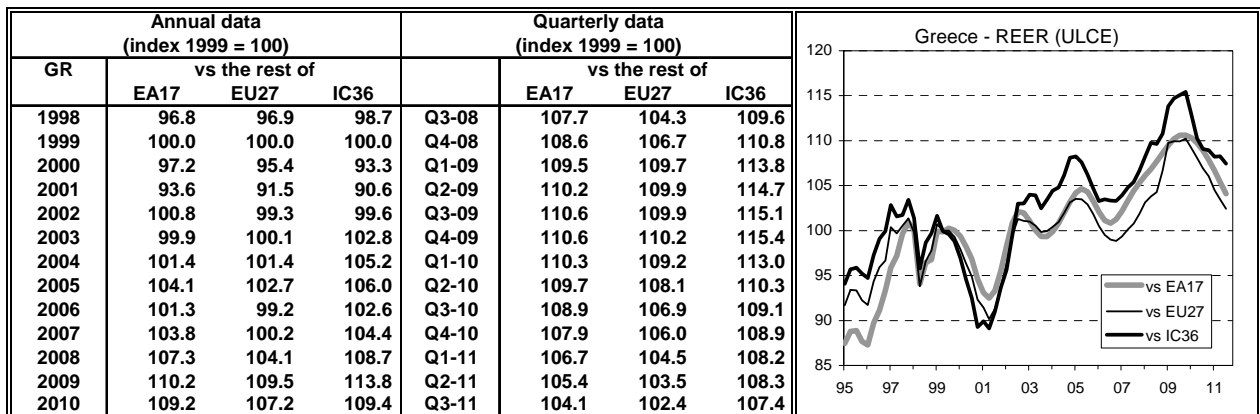 Annual data Quarterly data
(index 1999 = 100) (index 1999 = 100)
GR vs the rest of vs the rest of
EA17 EU27 IC36 EA17 EU27 IC36
1998 96.8 96.9 98.7 Q3-08 107.7 104.3 109.6
1999 100.0 100.0 100.0 Q4-08 108.6 106.7 110.8
2000 97.2 95.4 93.3 Q1-09 109.5 109.7 113.8
2001 93.6 91.5 90.6 Q2-09 110.2 109.9 114.7
2002 100.8 99.3 99.6 Q3-09 110.6 109.9 115.1
2003 99.9 100.1 102.8 Q4-09 110.6 110.2 115.4
2004 101.4 101.4 105.2 Q1-10 110.3 109.2 113.0
2005 104.1 102.7 106.0 Q2-10 109.7 108.1 110.3
2006 101.3 99.2 102.6 Q3-10 108.9 106.9 109.1
2007 103.8 100.2 104.4 Q4-10 107.9 106.0 108.9
2008 107.3 104.1 108.7 Q1-11 106.7 104.5 108.2
2009 110.2 109.5 113.8 Q2-11 105.4 103.5 108.3
2010 109.2 107.2 109.4 Q3-11 104.1 102.4 107.4
Greece - REER (ULCE)
120
115
110
105
100
95
90
85
95 97 99 01 03 05 07 09 11
vs EA17
vs EU27
vs IC36